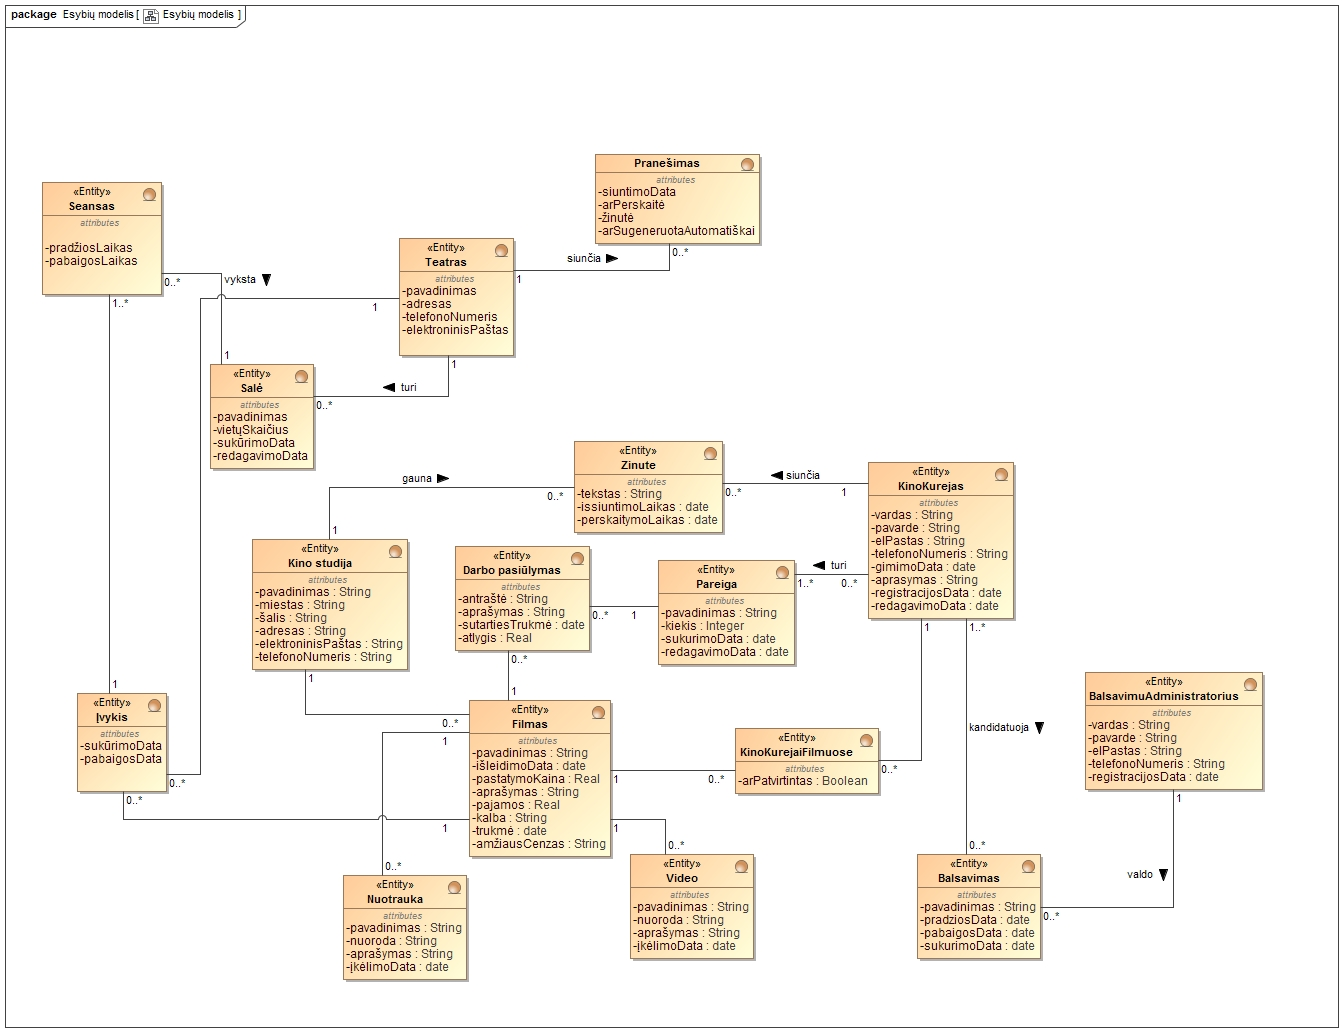 package Esybių modelis [ Esybių modelis ]
«Entity»
Seansas
attributes
-pradžiosLaikas
-pabaigosLaikas
0..*
vyksta
1..*
1
«Entity»
Teatras
attributes
-pavadinimas
-adresas
-telefonoNumeris
-elektroninisPaštas
1
siunčia
1
1
turi
0..*
Pranešimas
attributes
-siuntimoData
-arPerskaitė
-žinutė
-arSugeneruotaAutomatiškai
0..*
«Entity»
Salė
attributes
-pavadinimas
-vietųSkaičius
-sukūrimoData
-redagavimoData
«Entity»
Zinute
attributes
-tekstas : String
-issiuntimoLaikas : date
-perskaitymoLaikas : date
gauna
0..*
1
0..*
siunčia
1
«Entity»
KinoKurejas
attributes
-vardas : String
-pavarde : String
-elPastas : String
-telefonoNumeris : String
-gimimoData : date
-aprasymas : String
-registracijosData : date
-redagavimoData : date
«Entity»
Kino studija
attributes
-pavadinimas : String
-miestas : String
-šalis : String
-adresas : String
-elektroninisPaštas : String
-telefonoNumeris : String
1
0..*
«Entity»
Darbo pasiūlymas
attributes
-antraštė : String
-aprašymas : String
-sutartiesTrukmė : date
-atlygis : Real
0..*
1
0..*
1
«Entity»
Pareiga
attributes
-pavadinimas : String
-kiekis : Integer
-sukurimoData : date
-redagavimoData : date
turi
1..*
0..*
1
1..*
kandidatuoja
0..*
1
«Entity»
Įvykis
attributes
-sukūrimoData
-pabaigosData
0..*
0..*
«Entity»
Filmas
attributes
-pavadinimas : String
-išleidimoData : date
-pastatymoKaina : Real
-aprašymas : String
-pajamos : Real
-kalba : String
-trukmė : date
-amžiausCenzas : String
1
1
1
0..*
1
0..*
«Entity»
KinoKurejaiFilmuose
attributes
-arPatvirtintas : Boolean
0..*
«Entity»
BalsavimuAdministratorius
attributes
-vardas : String
-pavarde : String
-elPastas : String
-telefonoNumeris : String
-registracijosData : date
1
valdo
0..*
0..*
«Entity»
Nuotrauka
attributes
-pavadinimas : String
-nuoroda : String
-aprašymas : String
-įkėlimoData : date
«Entity»
Video
attributes
-pavadinimas : String
-nuoroda : String
-aprašymas : String
-įkėlimoData : date
«Entity»
Balsavimas
attributes
-pavadinimas : String
-pradziosData : date
-pabaigosData : date
-sukurimoData : date